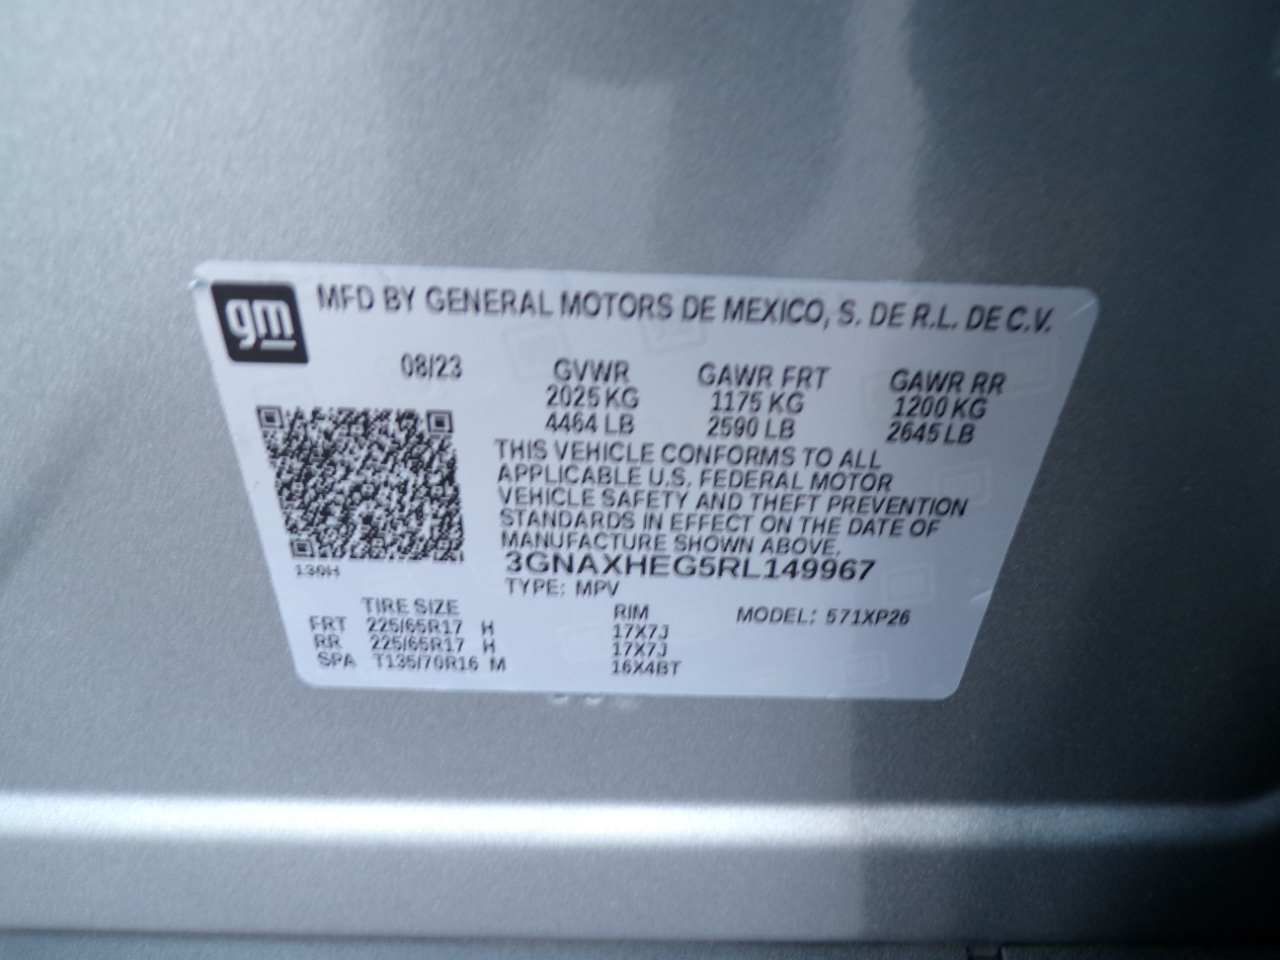 gm
MFD BY GENERAL MOTORS DE MEXICO, S. DE R.L. DE C.V.
08/23 GVWR GAWR FRT GAWR RR
2025 KG 1175 KG 1200 KG
4464 LB 2590 LB 2645 LB
THIS VEHICLE CONFORMS TO ALL
APPLICABLE U.S. FEDERAL MOTOR
VEHICLE SAFETY AND THEFT PREVENTION
STANDARDS IN EFFECT ON THE DATE OF
MANUFACTURE SHOWN ABOVE.
3GNAXHEG5RL149967
130H
TYPE: MPV
TIRE SIZE RIM MODEL: 571XP26
FRT 225/65R17 H 17X7J
RR 225/65R17 H 17X7J
SPA T135/70R16 M 16X4BT